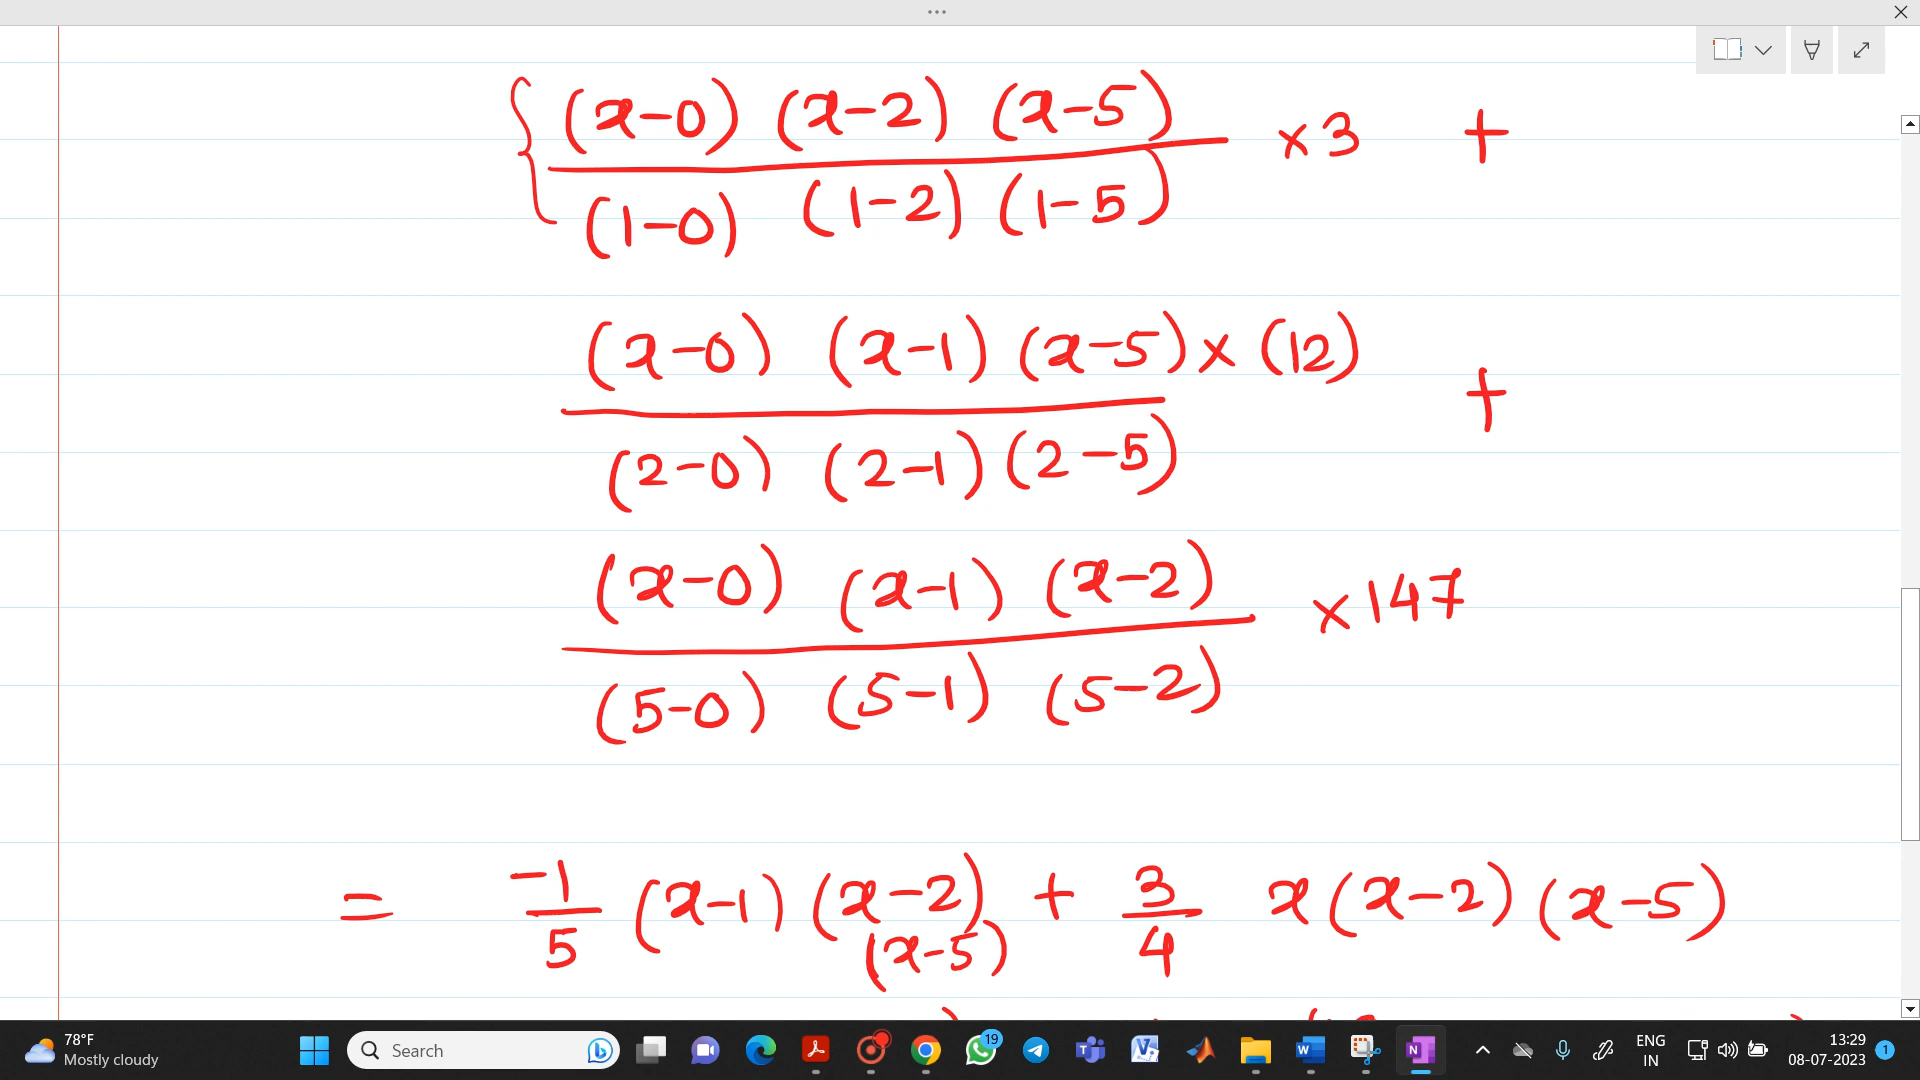 (x-0) (x-2) (x-5) ×3 +
(1-0) (1-2) (1-5)
(x-0) (x-1) (x-5) × (12) +
(2-0) (2-1) (2-5)
(x-0) (x-1) (x-2) ×147
(5-0) (5-1) (5-2)
= -1/5 (x-1) (x-2) (x-5) + 3/4 x(x-2) (x-5)
78°F
Mostly cloudy
Search
19
ENG
IN
13:29
08-07-2023
1